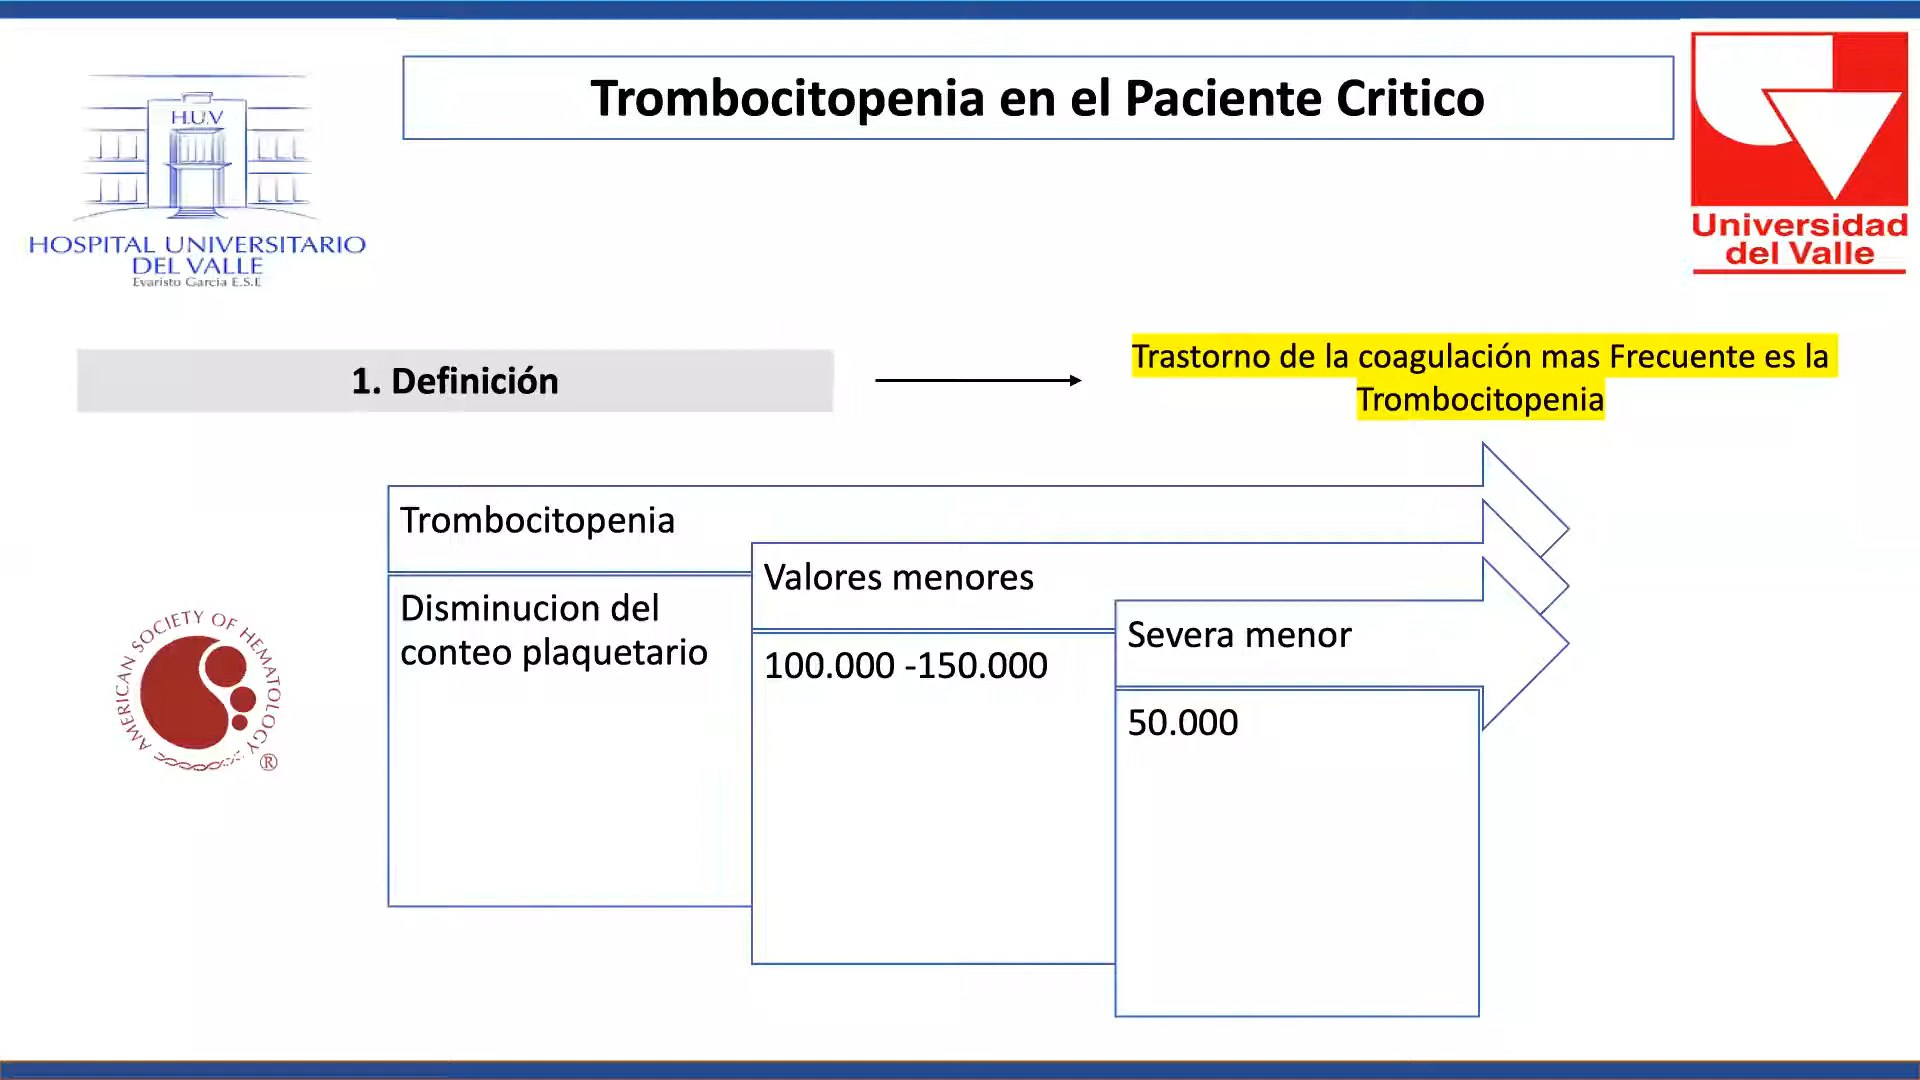 Trombocitopenia en el Paciente Critico
H.U.V
HOSPITAL UNIVERSITARIO
DEL VALLE
Evaristo Garcia E.S.E
Universidad
del Valle
1. Definición
Trastorno de la coagulación mas Frecuente es la
Trombocitopenia
Trombocitopenia
Disminucion del
conteo plaquetario
Valores menores
100.000 -150.000
Severa menor
50.000
AMERICAN SOCIETY OF HEMATOLOGY
®